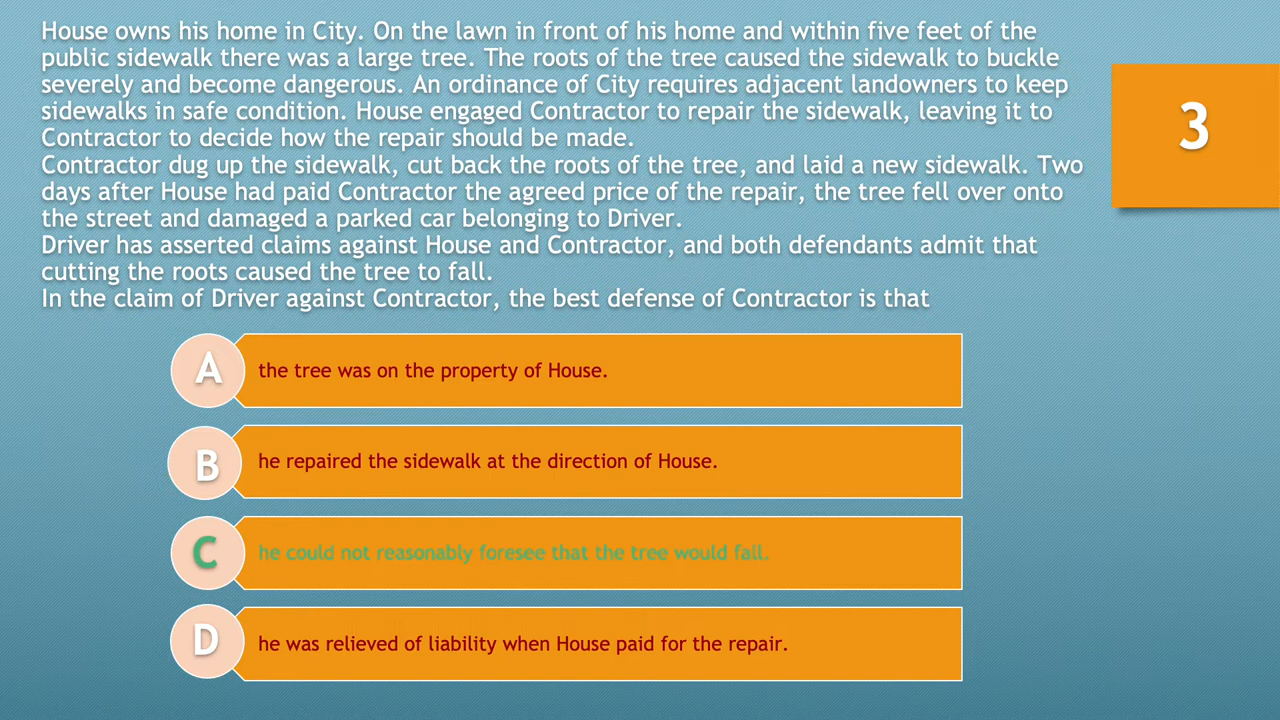 House owns his home in City. On the lawn in front of his home and within five feet of the
public sidewalk there was a large tree. The roots of the tree caused the sidewalk to buckle
severely and become dangerous. An ordinance of City requires adjacent landowners to keep
sidewalks in safe condition. House engaged Contractor to repair the sidewalk, leaving it to
Contractor to decide how the repair should be made.
Contractor dug up the sidewalk, cut back the roots of the tree, and laid a new sidewalk. Two
days after House had paid Contractor the agreed price of the repair, the tree fell over onto
the street and damaged a parked car belonging to Driver.
Driver has asserted claims against House and Contractor, and both defendants admit that
cutting the roots caused the tree to fall.
In the claim of Driver against Contractor, the best defense of Contractor is that
3
A the tree was on the property of House.
B he repaired the sidewalk at the direction of House.
C he could not reasonably foresee that the tree would fall.
D he was relieved of liability when House paid for the repair.